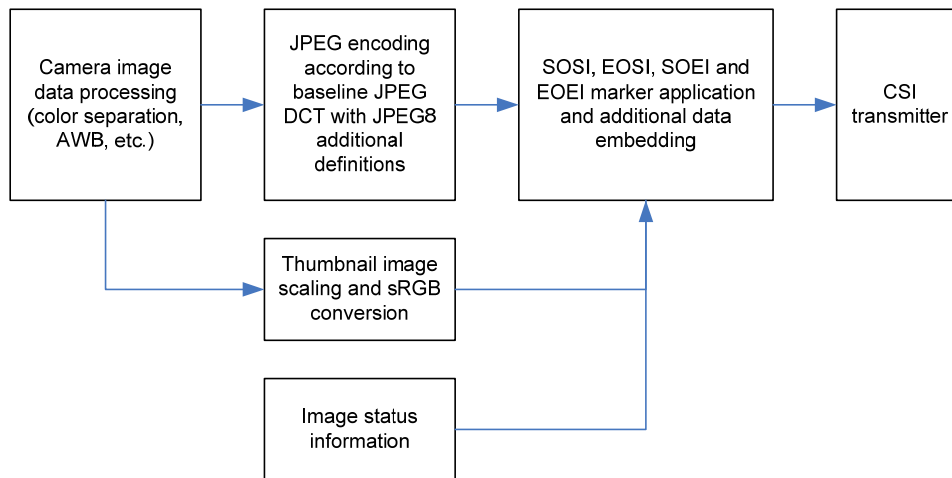 Camera image
data processing
(color separation,
AWB, etc.)
JPEG encoding
according to
baseline JPEG
DCT with JPEG8
additional
definitions
SOSI, EOSI, SOEI and
EOEI marker application
and additional data
embedding
CSI
transmitter
Thumbnail image
scaling and sRGB
conversion
Image status
information